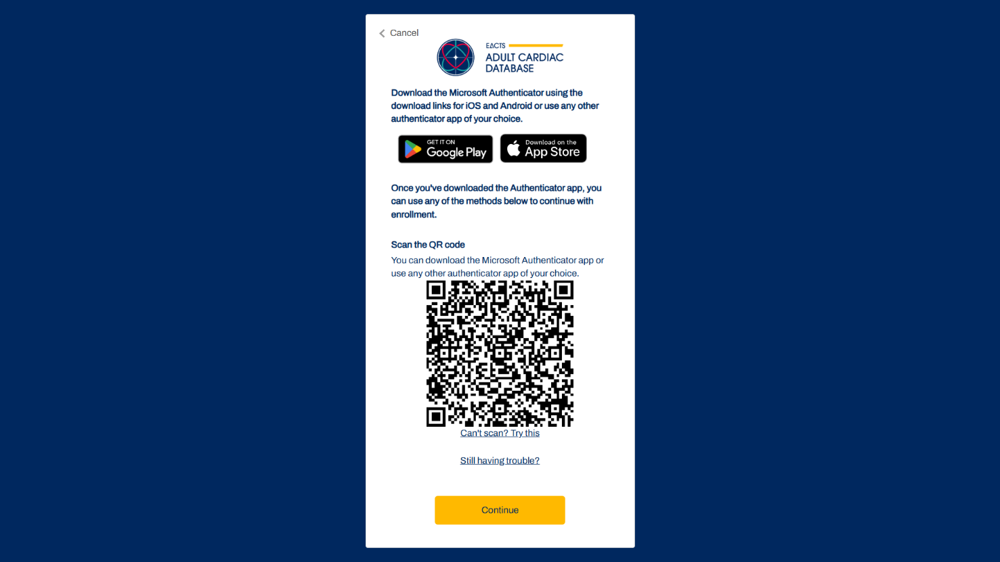 Cancel
EΔCTS
ADULT CARDIAC
DATABASE
Download the Microsoft Authenticator using the
download links for iOS and Android or use any other
authenticator app of your choice.
GET IT ON
Google Play
Download on the
App Store
Once you've downloaded the Authenticator app, you
can use any of the methods below to continue with
enrollment.
Scan the QR code
You can download the Microsoft Authenticator app or
use any other authenticator app of your choice.
Can't scan? Try this
Still having trouble?
Continue